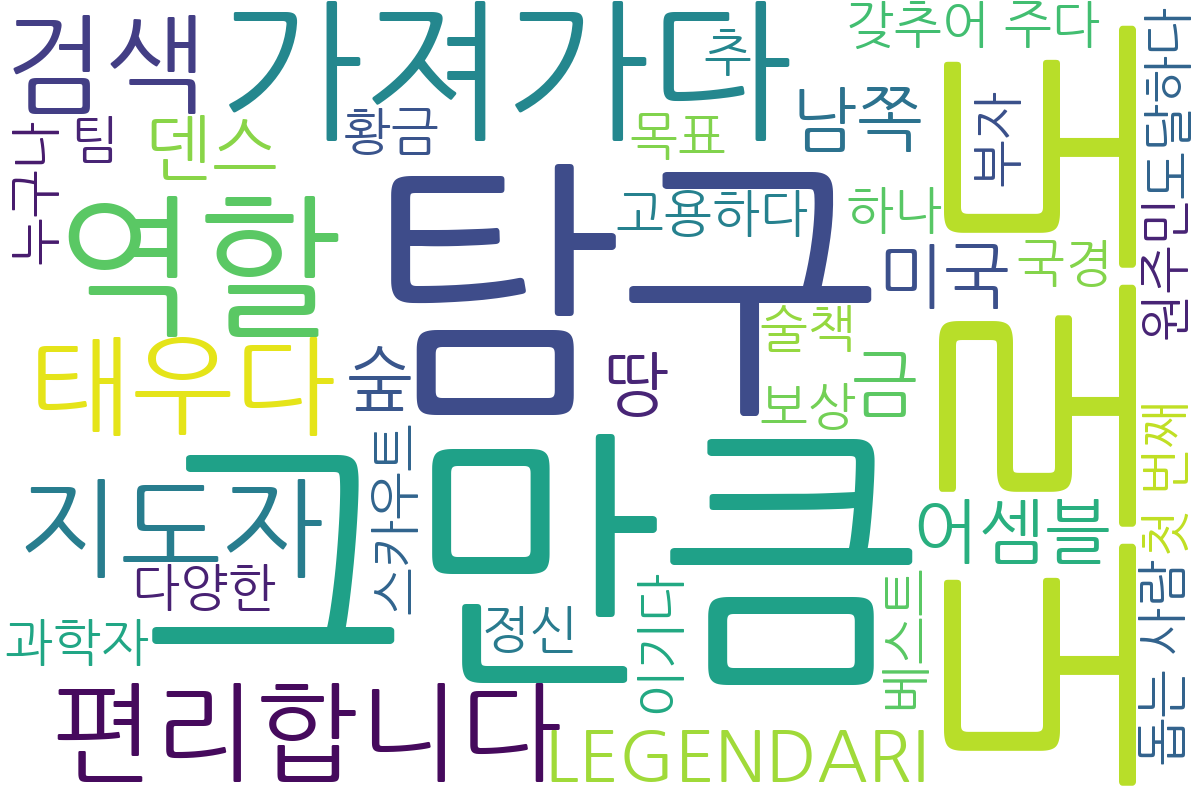 검색
가져가다
추
갖추어 주다
도달하다
누구나
팀
덴스
황금
목표
남쪽
부자
도로도
역할
탐구
고용하다
하나
미국
국경
원주민
태우다
숲
땅
술책
보상
금
지도자
스카우트
그만큼
어셈블
첫 번째
다양한
과학자
정신
이기다
베스트
돕는 사람
편리합니다
LEGENDARI